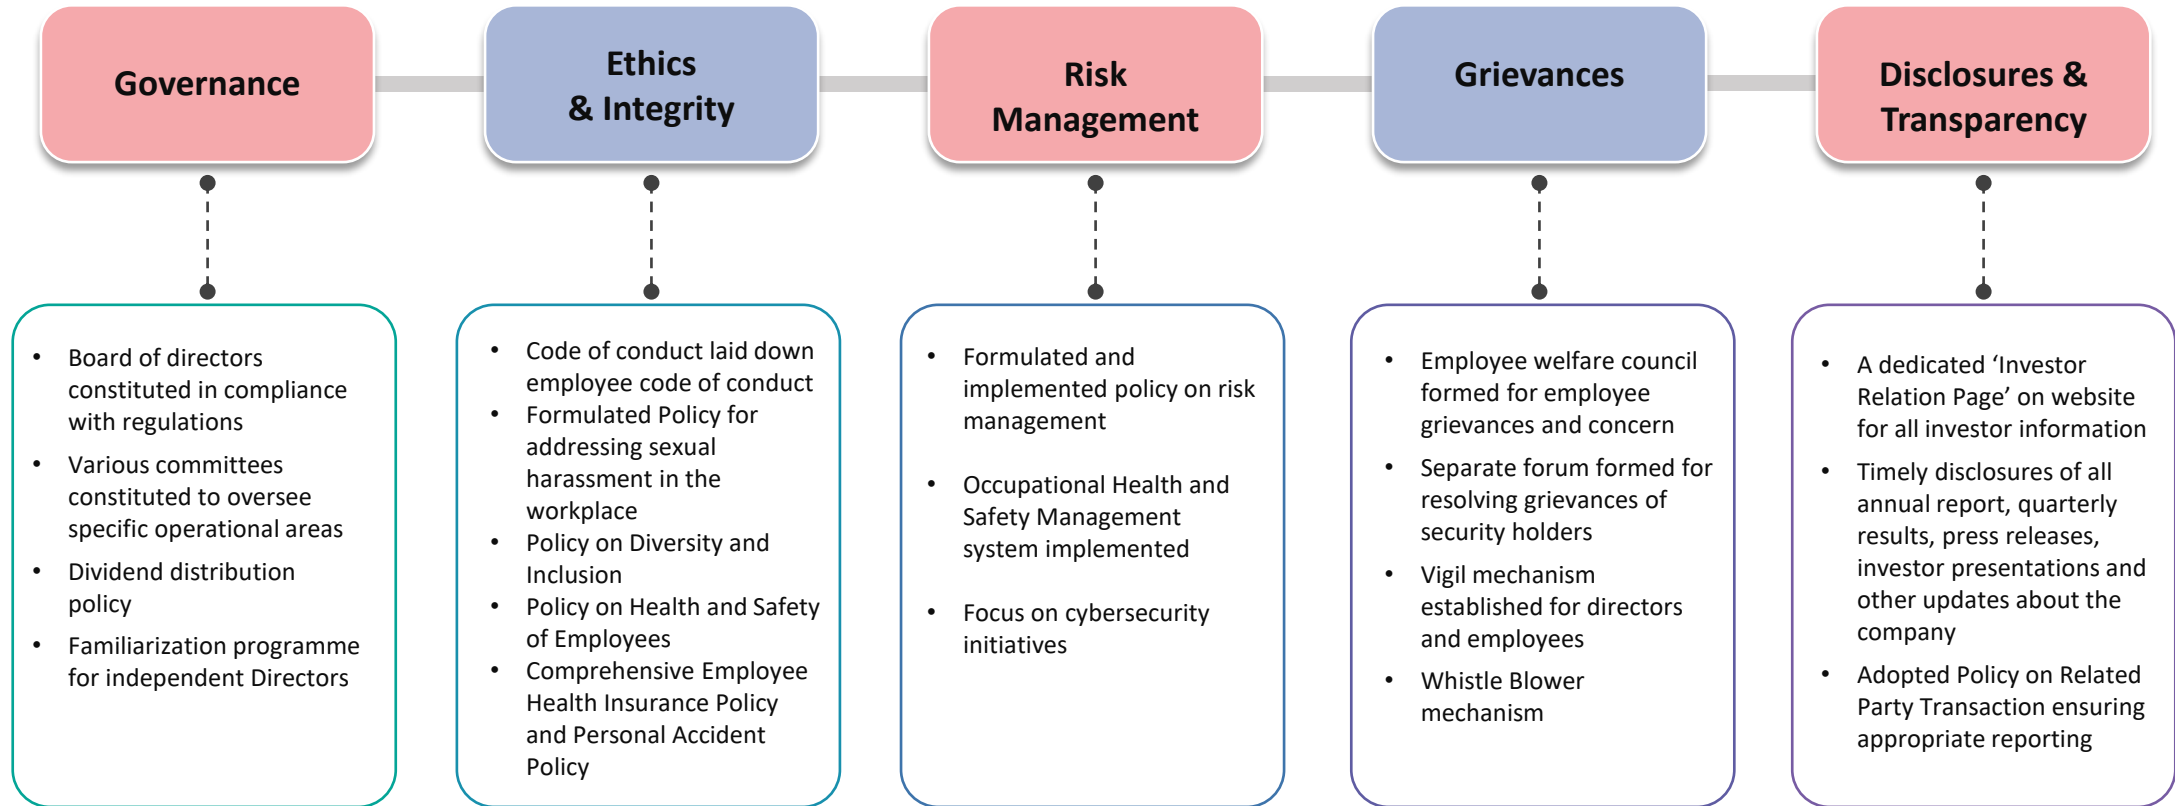 Governance
• Board of directors
constituted in compliance
with regulations
• Various committees
constituted to oversee
specific operational areas
• Dividend distribution
policy
• Familiarization programme
for independent Directors
Ethics
& Integrity
• Code of conduct laid down
employee code of conduct
• Formulated Policy for
addressing sexual
harassment in the
workplace
• Policy on Diversity and
Inclusion
• Policy on Health and Safety
of Employees
• Comprehensive Employee
Health Insurance Policy
and Personal Accident
Policy
Risk
Management
• Formulated and
implemented policy on risk
management
• Occupational Health and
Safety Management
system implemented
• Focus on cybersecurity
initiatives
Grievances
• Employee welfare council
formed for employee
grievances and concern
• Separate forum formed for
resolving grievances of
security holders
• Vigil mechanism
established for directors
and employees
• Whistle Blower
mechanism
Disclosures &
Transparency
• A dedicated ‘Investor
Relation Page’ on website
for all investor information
• Timely disclosures of all
annual report, quarterly
results, press releases,
investor presentations and
other updates about the
company
• Adopted Policy on Related
Party Transaction ensuring
appropriate reporting